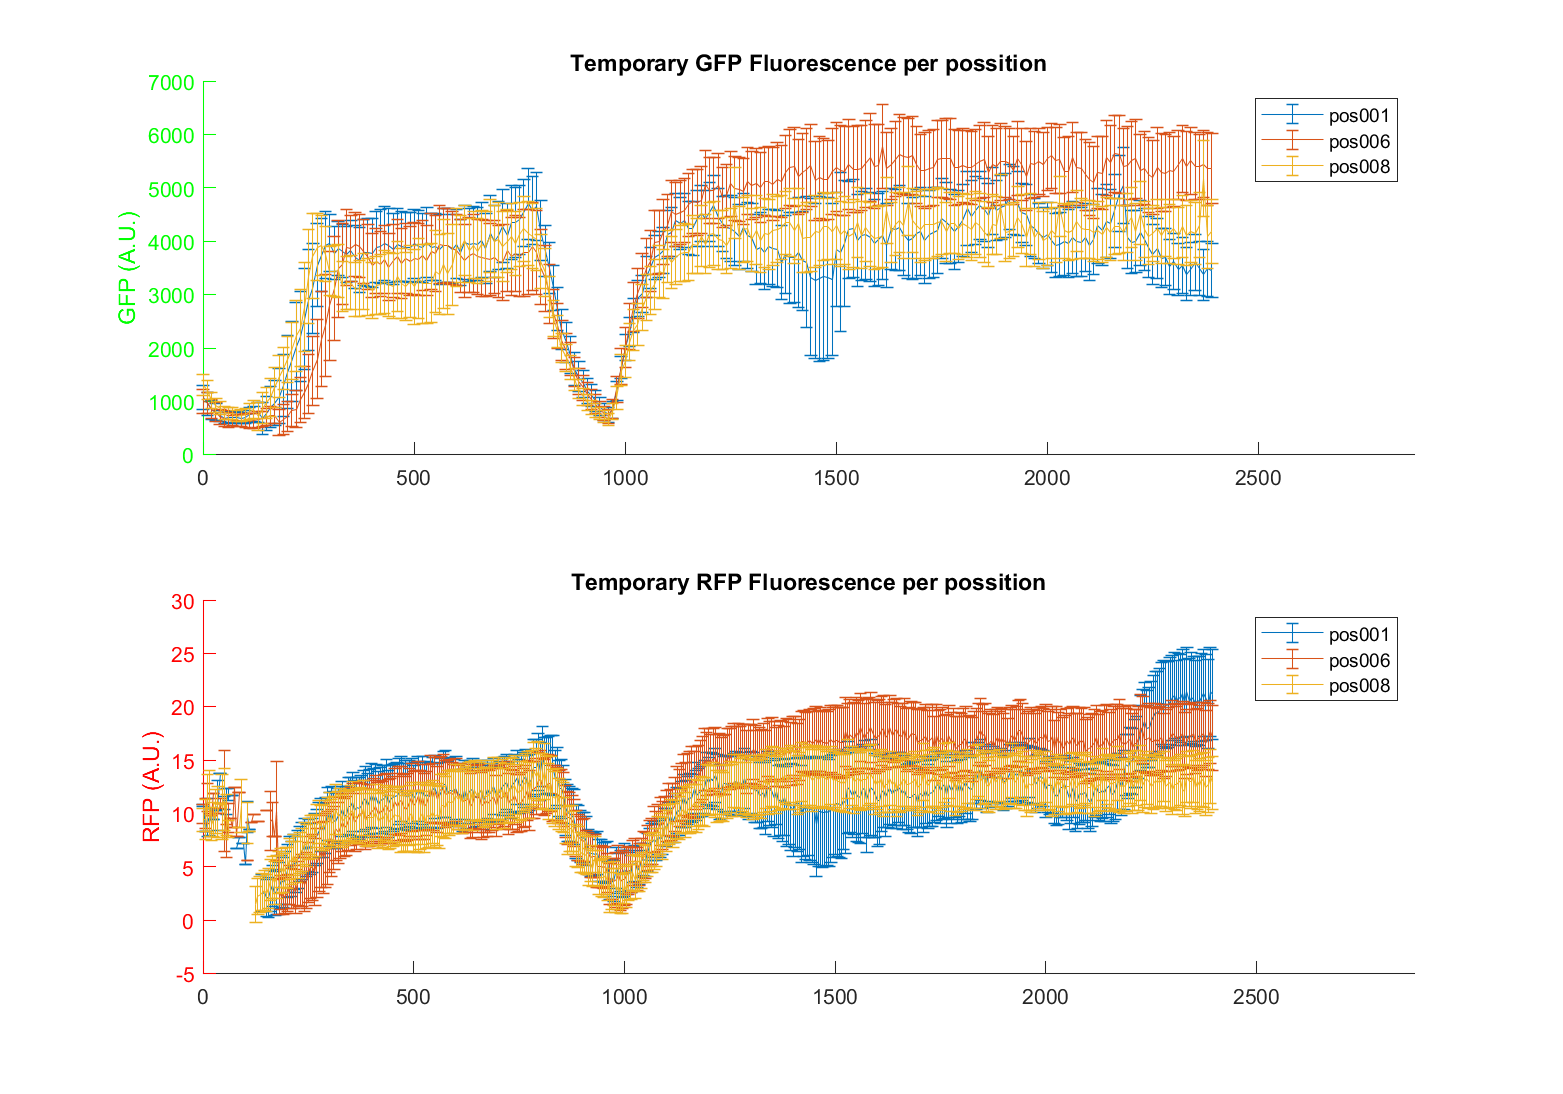 Temporary GFP Fluorescence per possition
GFP (A.U.)
7000
6000
5000
4000
3000
2000
1000
0
0 500 1000 1500 2000 2500
pos001
pos006
pos008
Temporary RFP Fluorescence per possition
RFP (A.U.)
30
25
20
15
10
5
0
-5
0 500 1000 1500 2000 2500
pos001
pos006
pos008